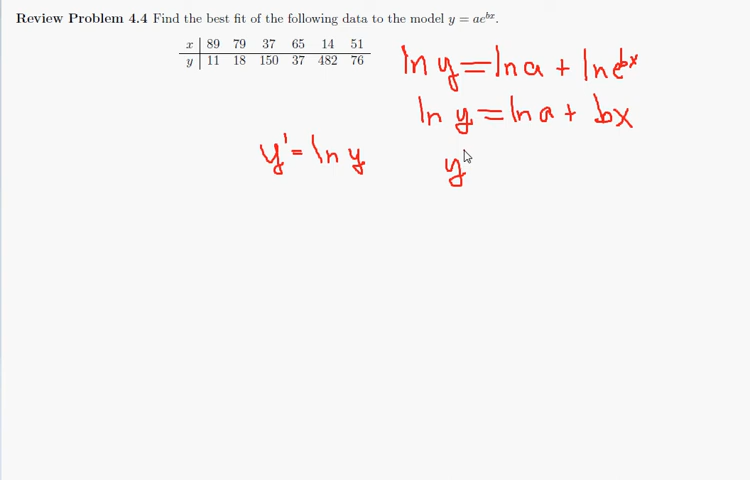 Review Problem 4.4 Find the best fit of the following data to the model y = ae^{bx}.
x 89 79 37 65 14 51
y 11 18 150 37 482 76
ln y = ln a + ln e^{bx}
ln y = ln a + bx
y' = ln y
y